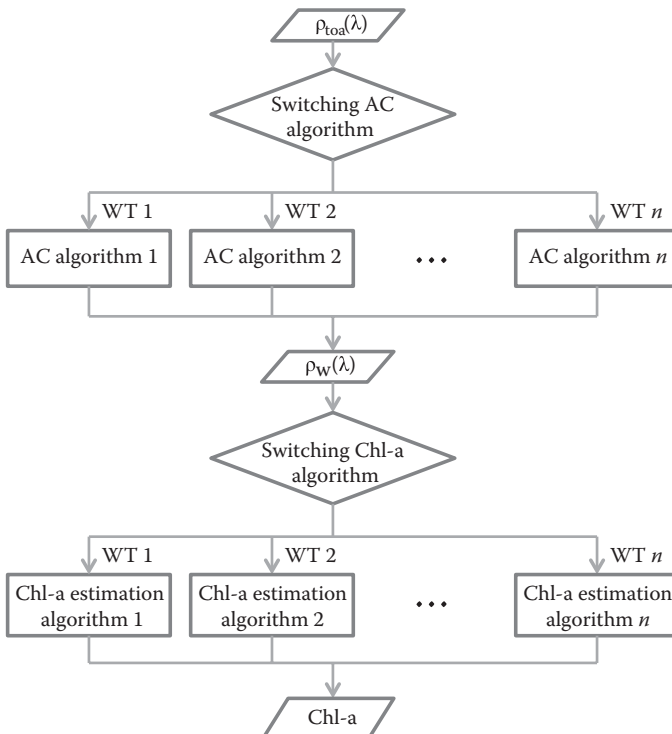 ρtoa(λ)
Switching AC
algorithm
WT 1
WT 2
WT n
AC algorithm 1
AC algorithm 2
...
AC algorithm n
ρw(λ)
Switching Chl-a
algorithm
WT 1
WT 2
WT n
Chl-a estimation
algorithm 1
Chl-a estimation
algorithm 2
...
Chl-a estimation
algorithm n
Chl-a